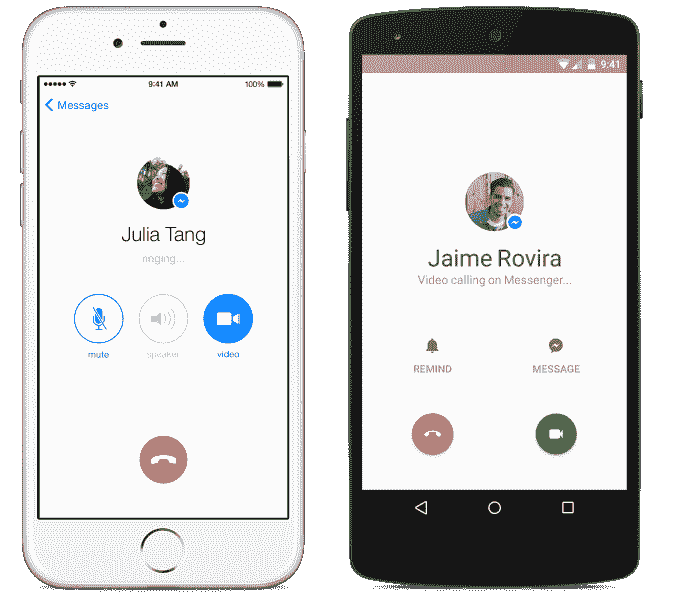 9:41 AM
100%
Messages
Julia Tang
ringing...
mute
speaker
video
9:41
Jaime Rovira
Video calling on Messenger...
REMIND
MESSAGE